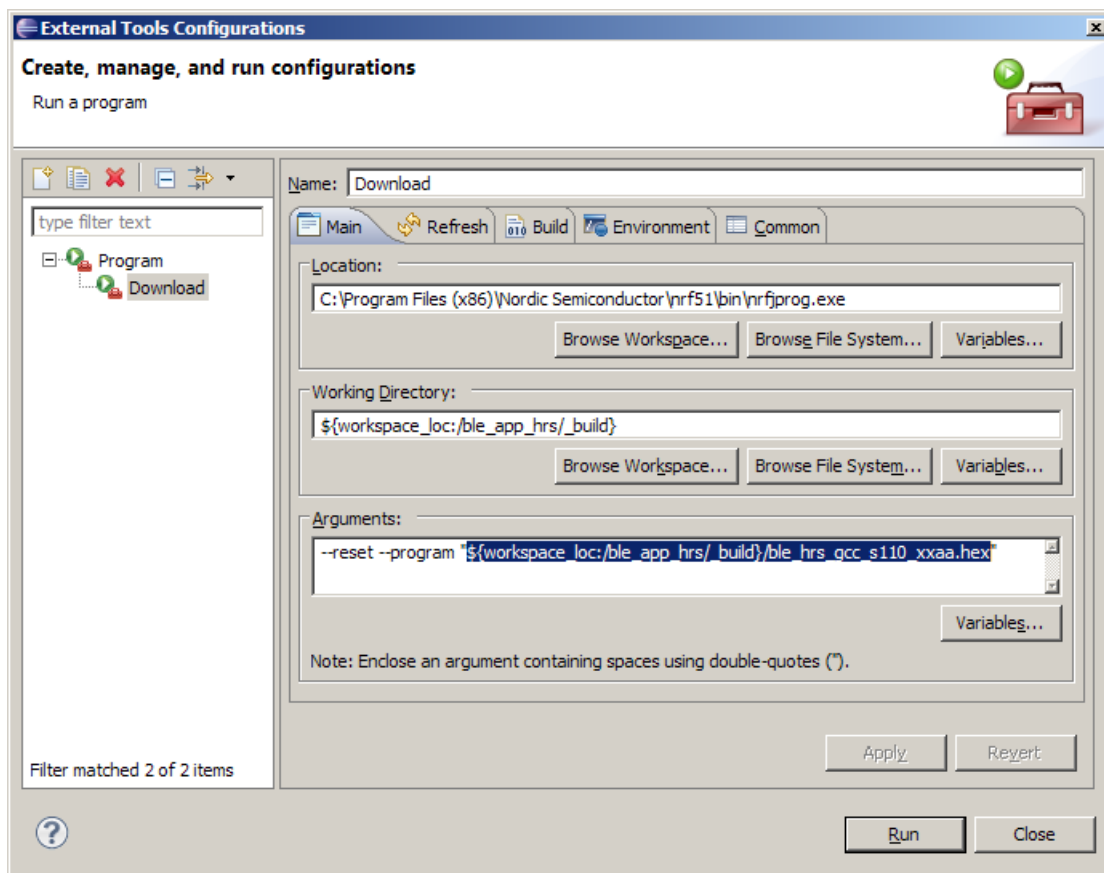 External Tools Configurations
Create, manage, and run configurations
Run a program
type filter text
Program
Download
Filter matched 2 of 2 items
Name: Download
Main Refresh Build Environment Common
Location:
C:\Program Files (x86)\Nordic Semiconductor\nrf51\bin\nrfjprog.exe
Browse Workspace... Browse File System... Variables...
Working Directory:
${workspace_loc:/ble_app_hrs/_build}
Browse Workspace... Browse File System... Variables...
Arguments:
--reset --program "${workspace_loc:/ble_app_hrs/_build}/ble_hrs_gcc_s110_xxaa.hex"
Variables...
Note: Enclose an argument containing spaces using double-quotes (").
Apply Revert
Run Close